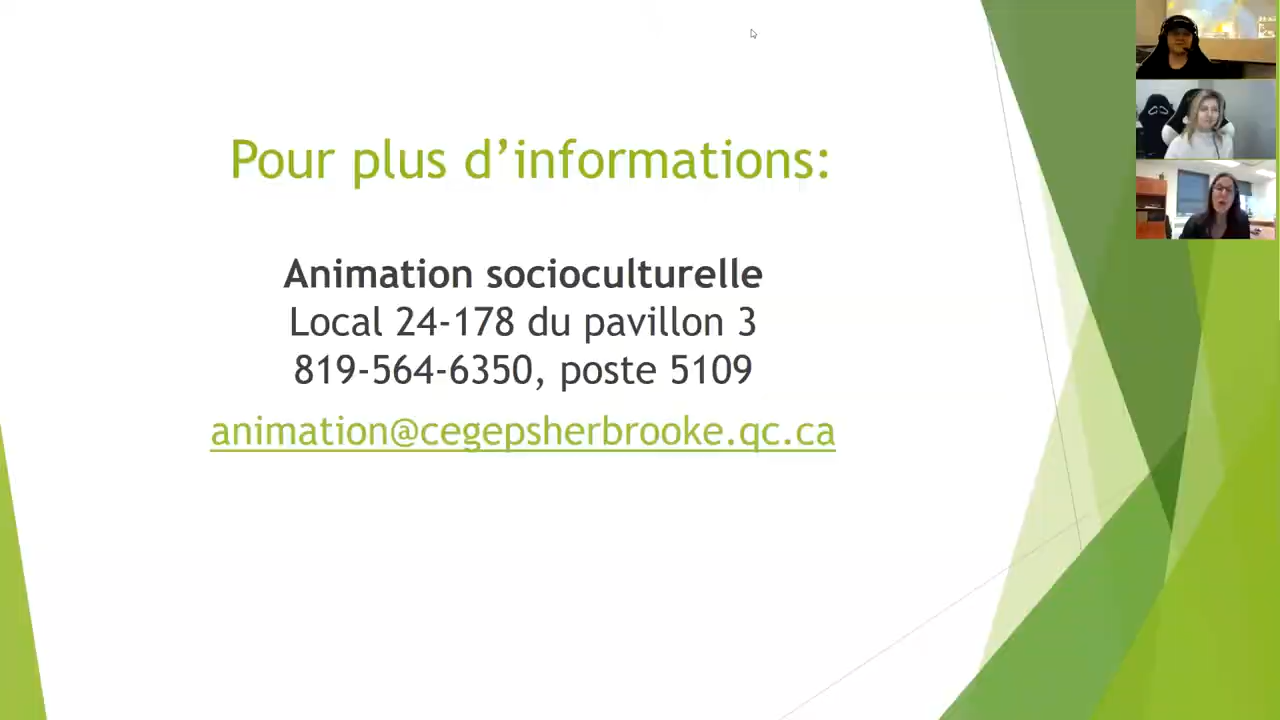 Pour plus d’informations:
Animation socioculturelle
Local 24-178 du pavillon 3
819-564-6350, poste 5109
animation@cegepsherbrooke.qc.ca